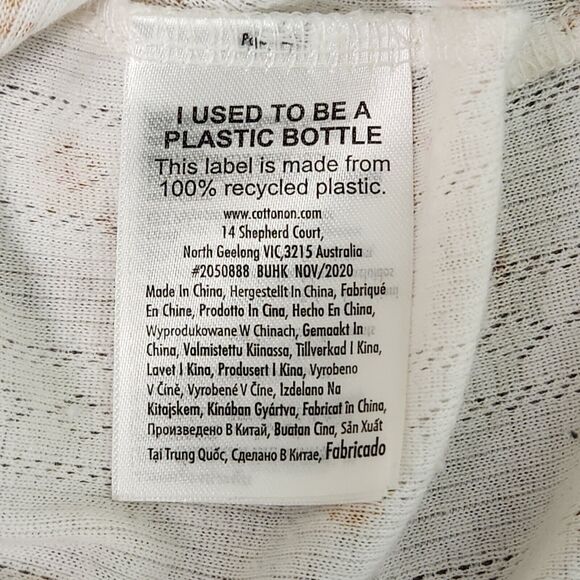 I USED TO BE A
PLASTIC BOTTLE
This label is made from
100% recycled plastic.
www.cottonon.com
14 Shepherd Court,
North Geelong VIC,3215 Australia
#2050888 BUHK NOV/2020
Made In China, Hergestellt In China, Fabriqué
En Chine, Prodotto In Cina, Hecho En China,
Wyprodukowane W Chinach, Gemaakt In
China, Valmistettu Kiinassa, Tillverkad I Kina,
Lavet I Kina, Produsert I Kina, Vyrobeno
V Číně, Vyrobené V Číne, Izdelano Na
Kitajskem, Kinában Gyártva, Fabricat în China,
Произведено В Китай, Buatan Cina, Sản Xuất
Tại Trung Quốc, Сделано В Китае, Fabricado